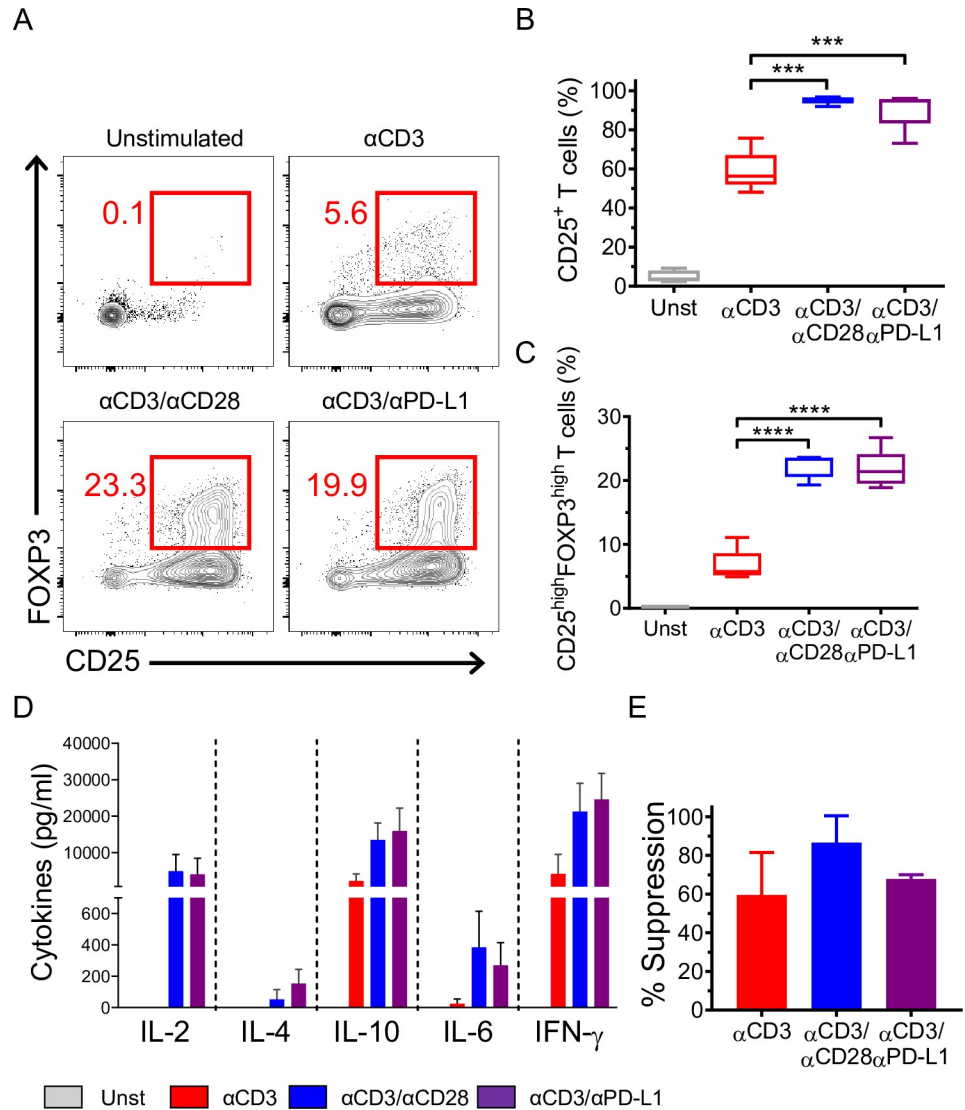 A
Unstimulated
αCD3
0.1
5.6
αCD3/αCD28
αCD3/αPD-L1
23.3
19.9
FOXP3
CD25
B
CD25+ T cells (%)
100
80
60
40
20
0
***
***
Unst
αCD3
αCD3/
αCD28
αCD3/
αPD-L1
C
CD25highFOXP3high T cells (%)
30
20
10
0
****
****
Unst
αCD3
αCD3/
αCD28
αCD3/
αPD-L1
D
Cytokines (pg/ml)
40000
30000
20000
10000
600
400
200
0
IL-2
IL-4
IL-10
IL-6
IFN-γ
E
% Suppression
100
80
60
40
20
0
αCD3
αCD3/
αCD28
αCD3/
αPD-L1
Unst
αCD3
αCD3/αCD28
αCD3/αPD-L1